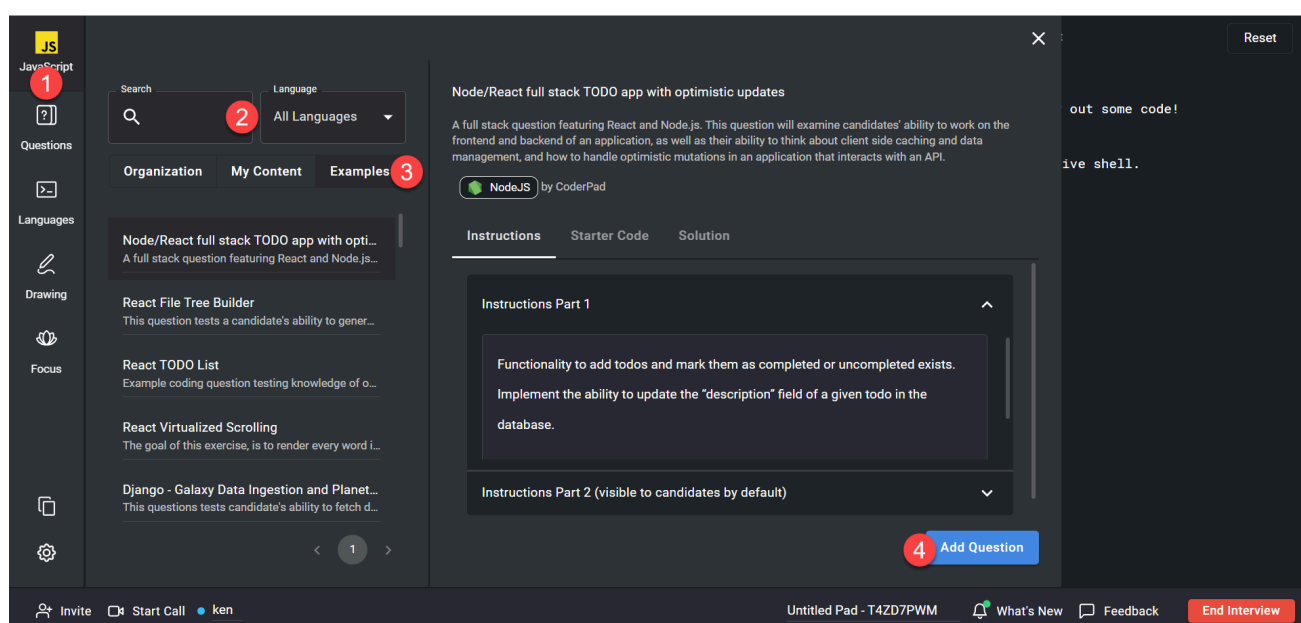 JS
JavaScript
1
Questions
Languages
Drawing
Focus
Search
2
Language
All Languages
Organization
My Content
Examples
3
Node/React full stack TODO app with opti...
A full stack question featuring React and Node.js...
React File Tree Builder
This question tests a candidate's ability to gener...
React TODO List
Example coding question testing knowledge of o...
React Virtualized Scrolling
The goal of this exercise, is to render every word i...
Django - Galaxy Data Ingestion and Planet...
This questions tests candidate's ability to fetch d...
< 1 >
Node/React full stack TODO app with optimistic updates
A full stack question featuring React and Node.js. This question will examine candidates' ability to work on the
frontend and backend of an application, as well as their ability to think about client side caching and data
management, and how to handle optimistic mutations in an application that interacts with an API.
NodeJS by CoderPad
Instructions
Starter Code
Solution
Instructions Part 1
Functionality to add todos and mark them as completed or uncompleted exists.
Implement the ability to update the “description” field of a given todo in the
database.
Instructions Part 2 (visible to candidates by default)
4
Add Question
Reset
out some code!
ive shell.
Invite
Start Call
ken
Untitled Pad - T4ZD7PWM
What's New
Feedback
End Interview